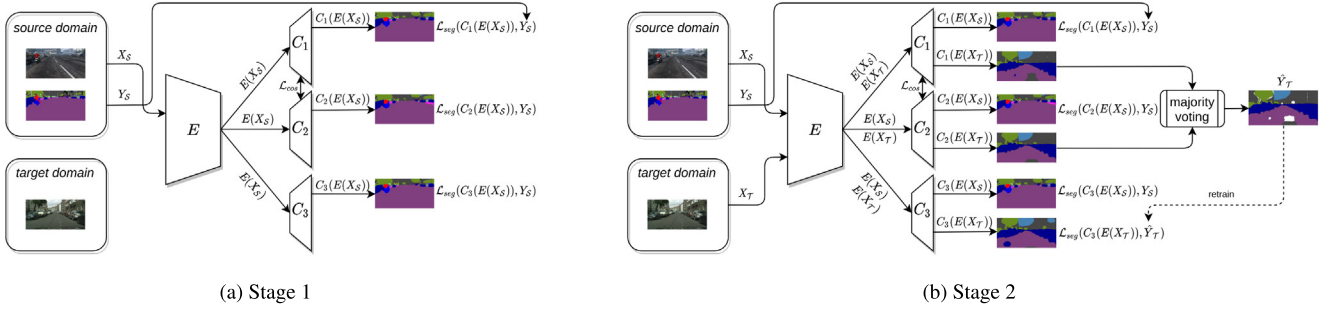 source domain
X_S
Y_S
target domain
E
E(X_S)
E(X_S)
E(X_S)
C_1
L_cos
C_2
C_3
C_1(E(X_S))
L_seg(C_1(E(X_S)), Y_S)
C_2(E(X_S))
L_seg(C_2(E(X_S)), Y_S)
C_3(E(X_S))
L_seg(C_3(E(X_S)), Y_S)
(a) Stage 1
source domain
X_S
Y_S
target domain
X_T
E
E(X_S)
E(X_T)
E(X_S)
E(X_T)
E(X_S)
E(X_T)
C_1
L_cos
C_2
C_3
C_1(E(X_S))
L_seg(C_1(E(X_S)), Y_S)
C_1(E(X_T))
C_2(E(X_S))
L_seg(C_2(E(X_S)), Y_S)
C_2(E(X_T))
majority
voting
Ŷ_T
C_3(E(X_S))
L_seg(C_3(E(X_S)), Y_S)
retrain
C_3(E(X_T))
L_seg(C_3(E(X_T)), Ŷ_T)
(b) Stage 2